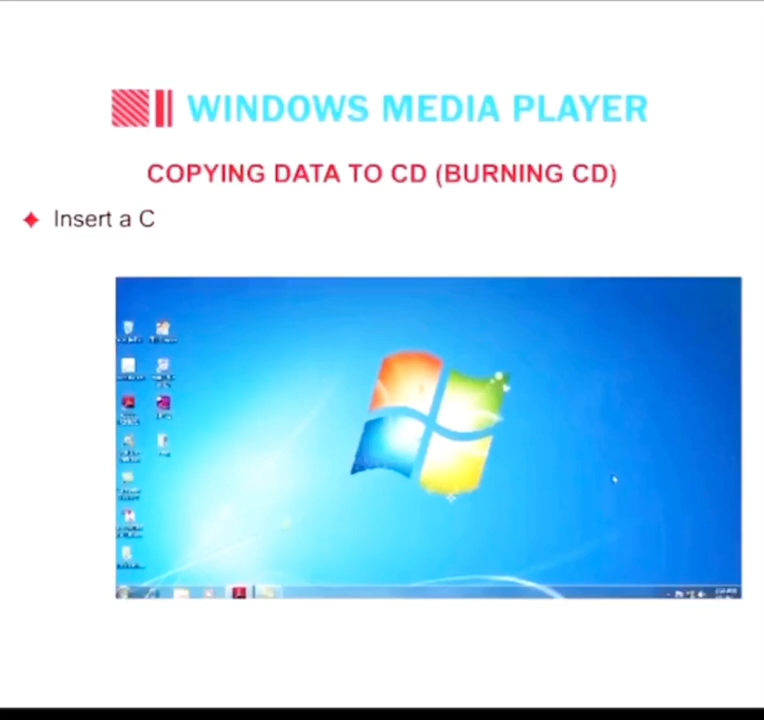 WINDOWS MEDIA PLAYER
COPYING DATA TO CD (BURNING CD)
Insert a C